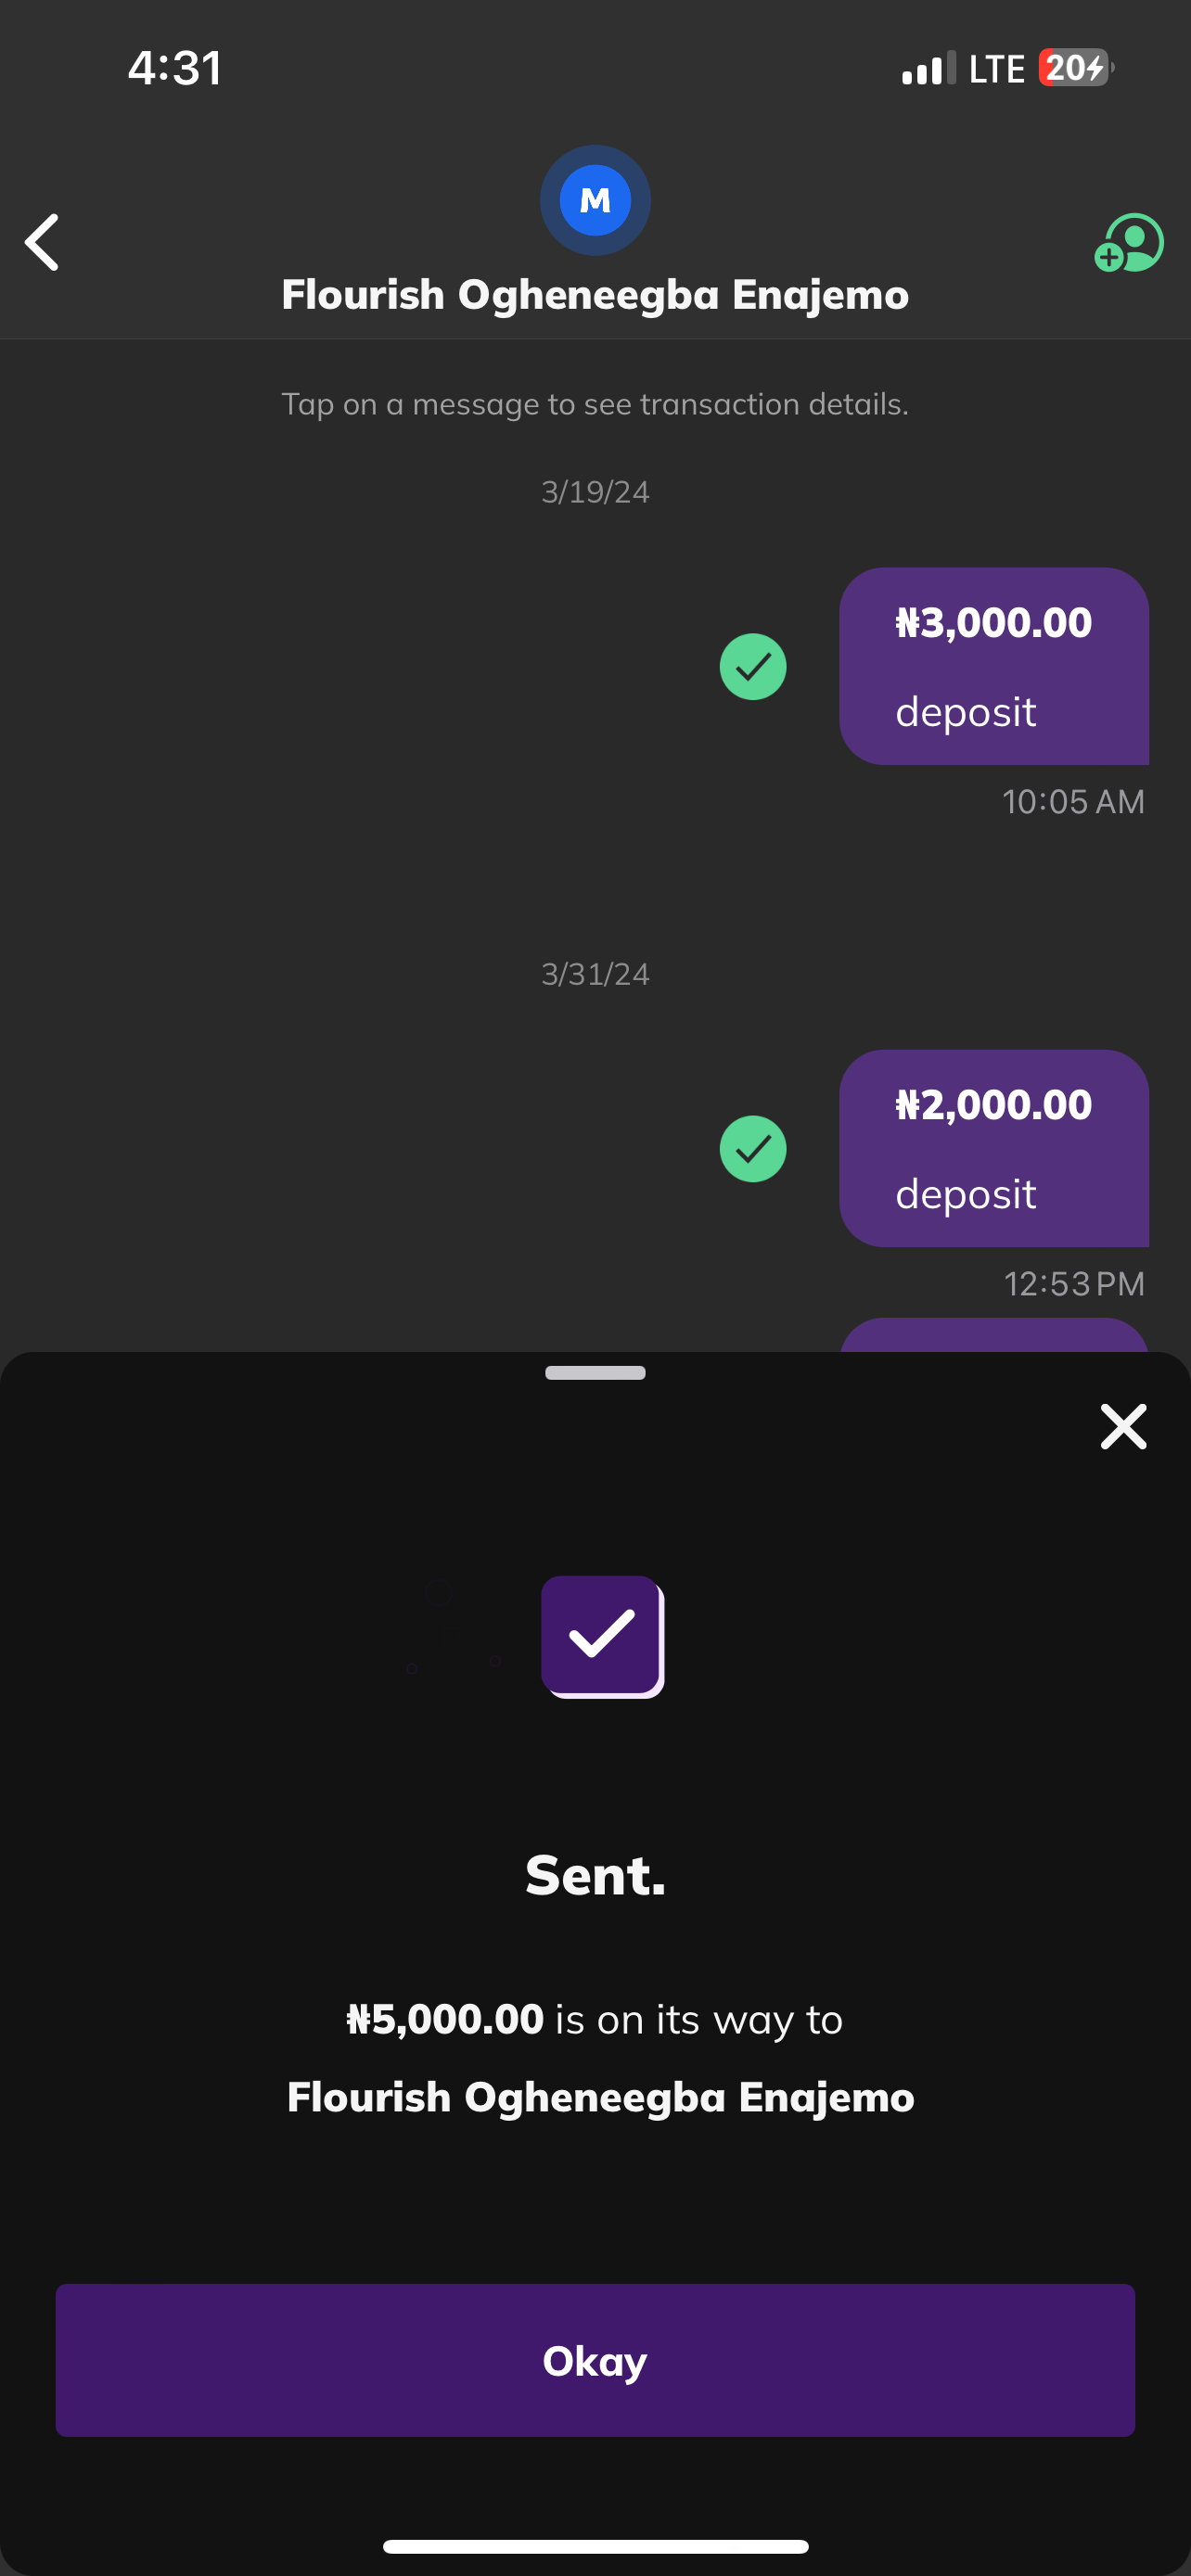 4:31
LTE 20
M
Flourish Ogheneegba Enajemo
Tap on a message to see transaction details.
3/19/24
₦3,000.00
deposit
10:05 AM
3/31/24
₦2,000.00
deposit
12:53 PM
Sent.
₦5,000.00 is on its way to
Flourish Ogheneegba Enajemo
Okay